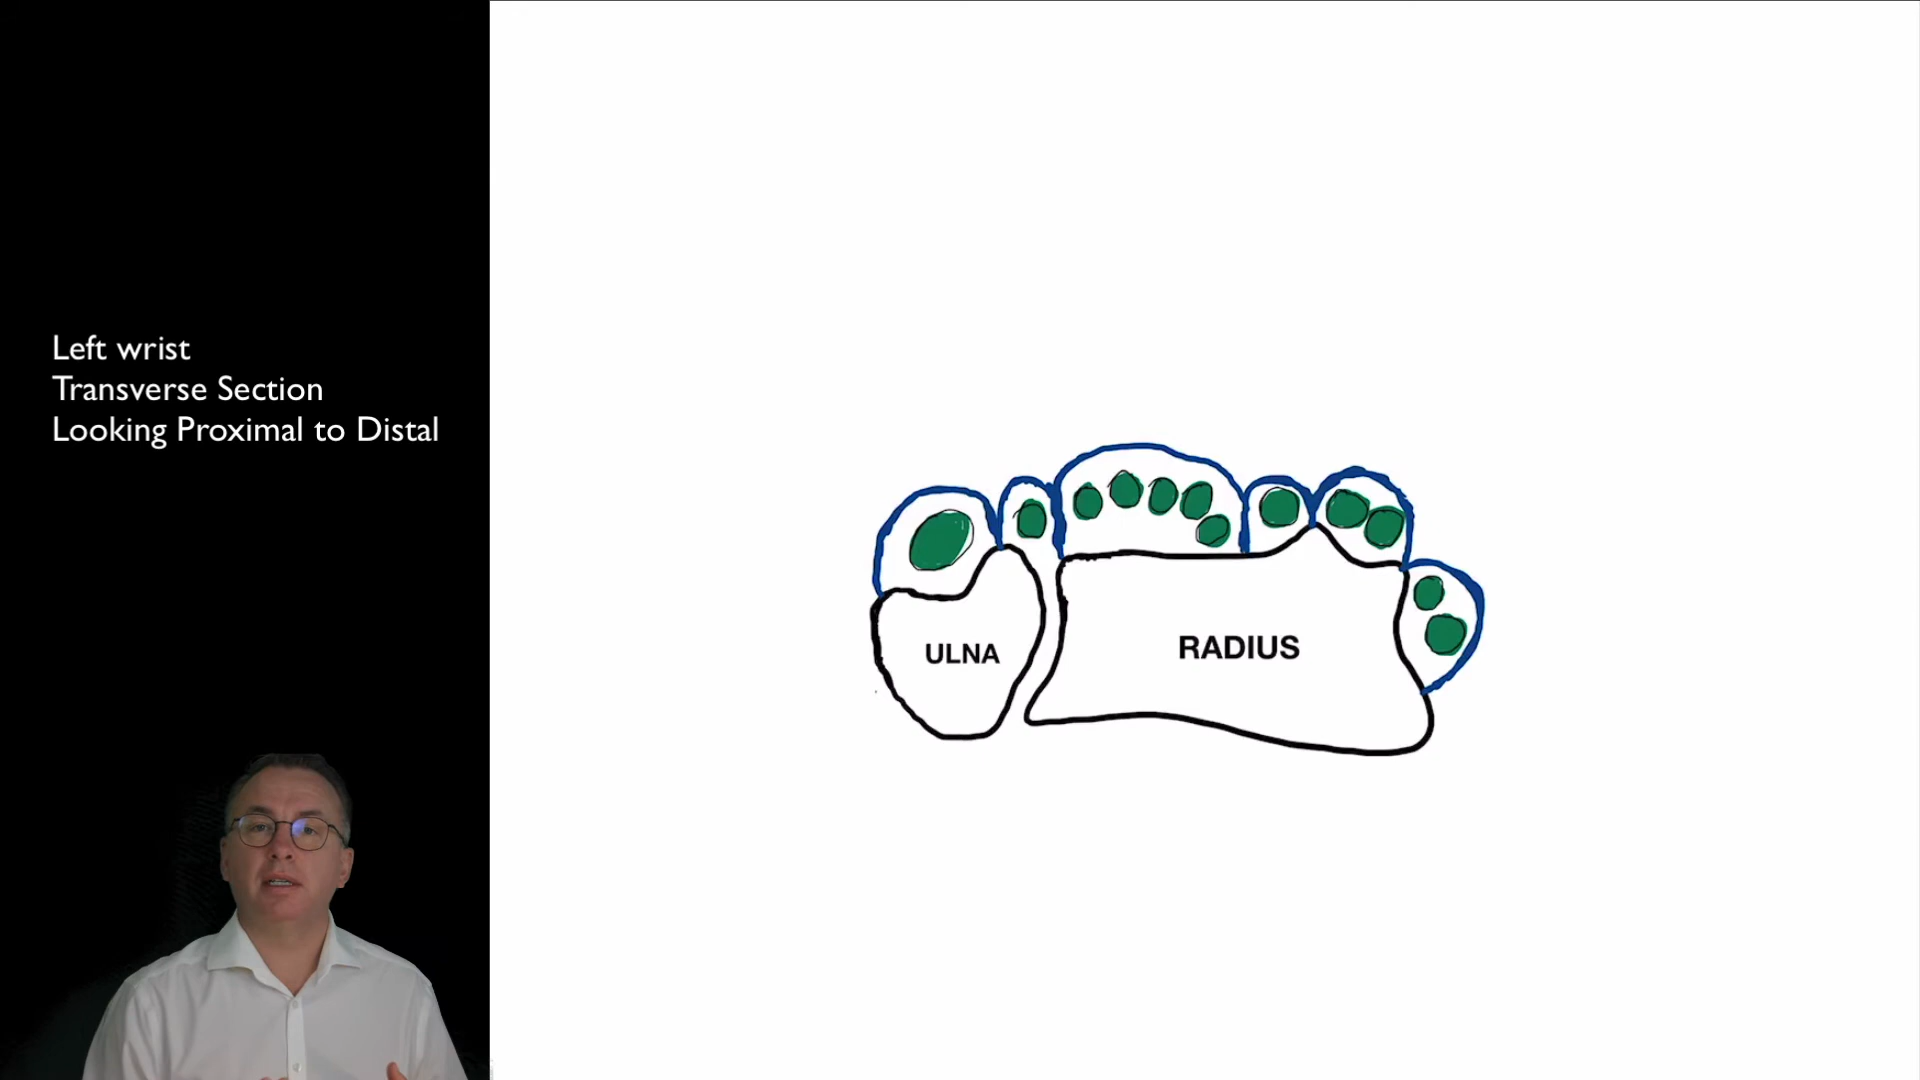 Left wrist
Transverse Section
Looking Proximal to Distal
ULNA
RADIUS